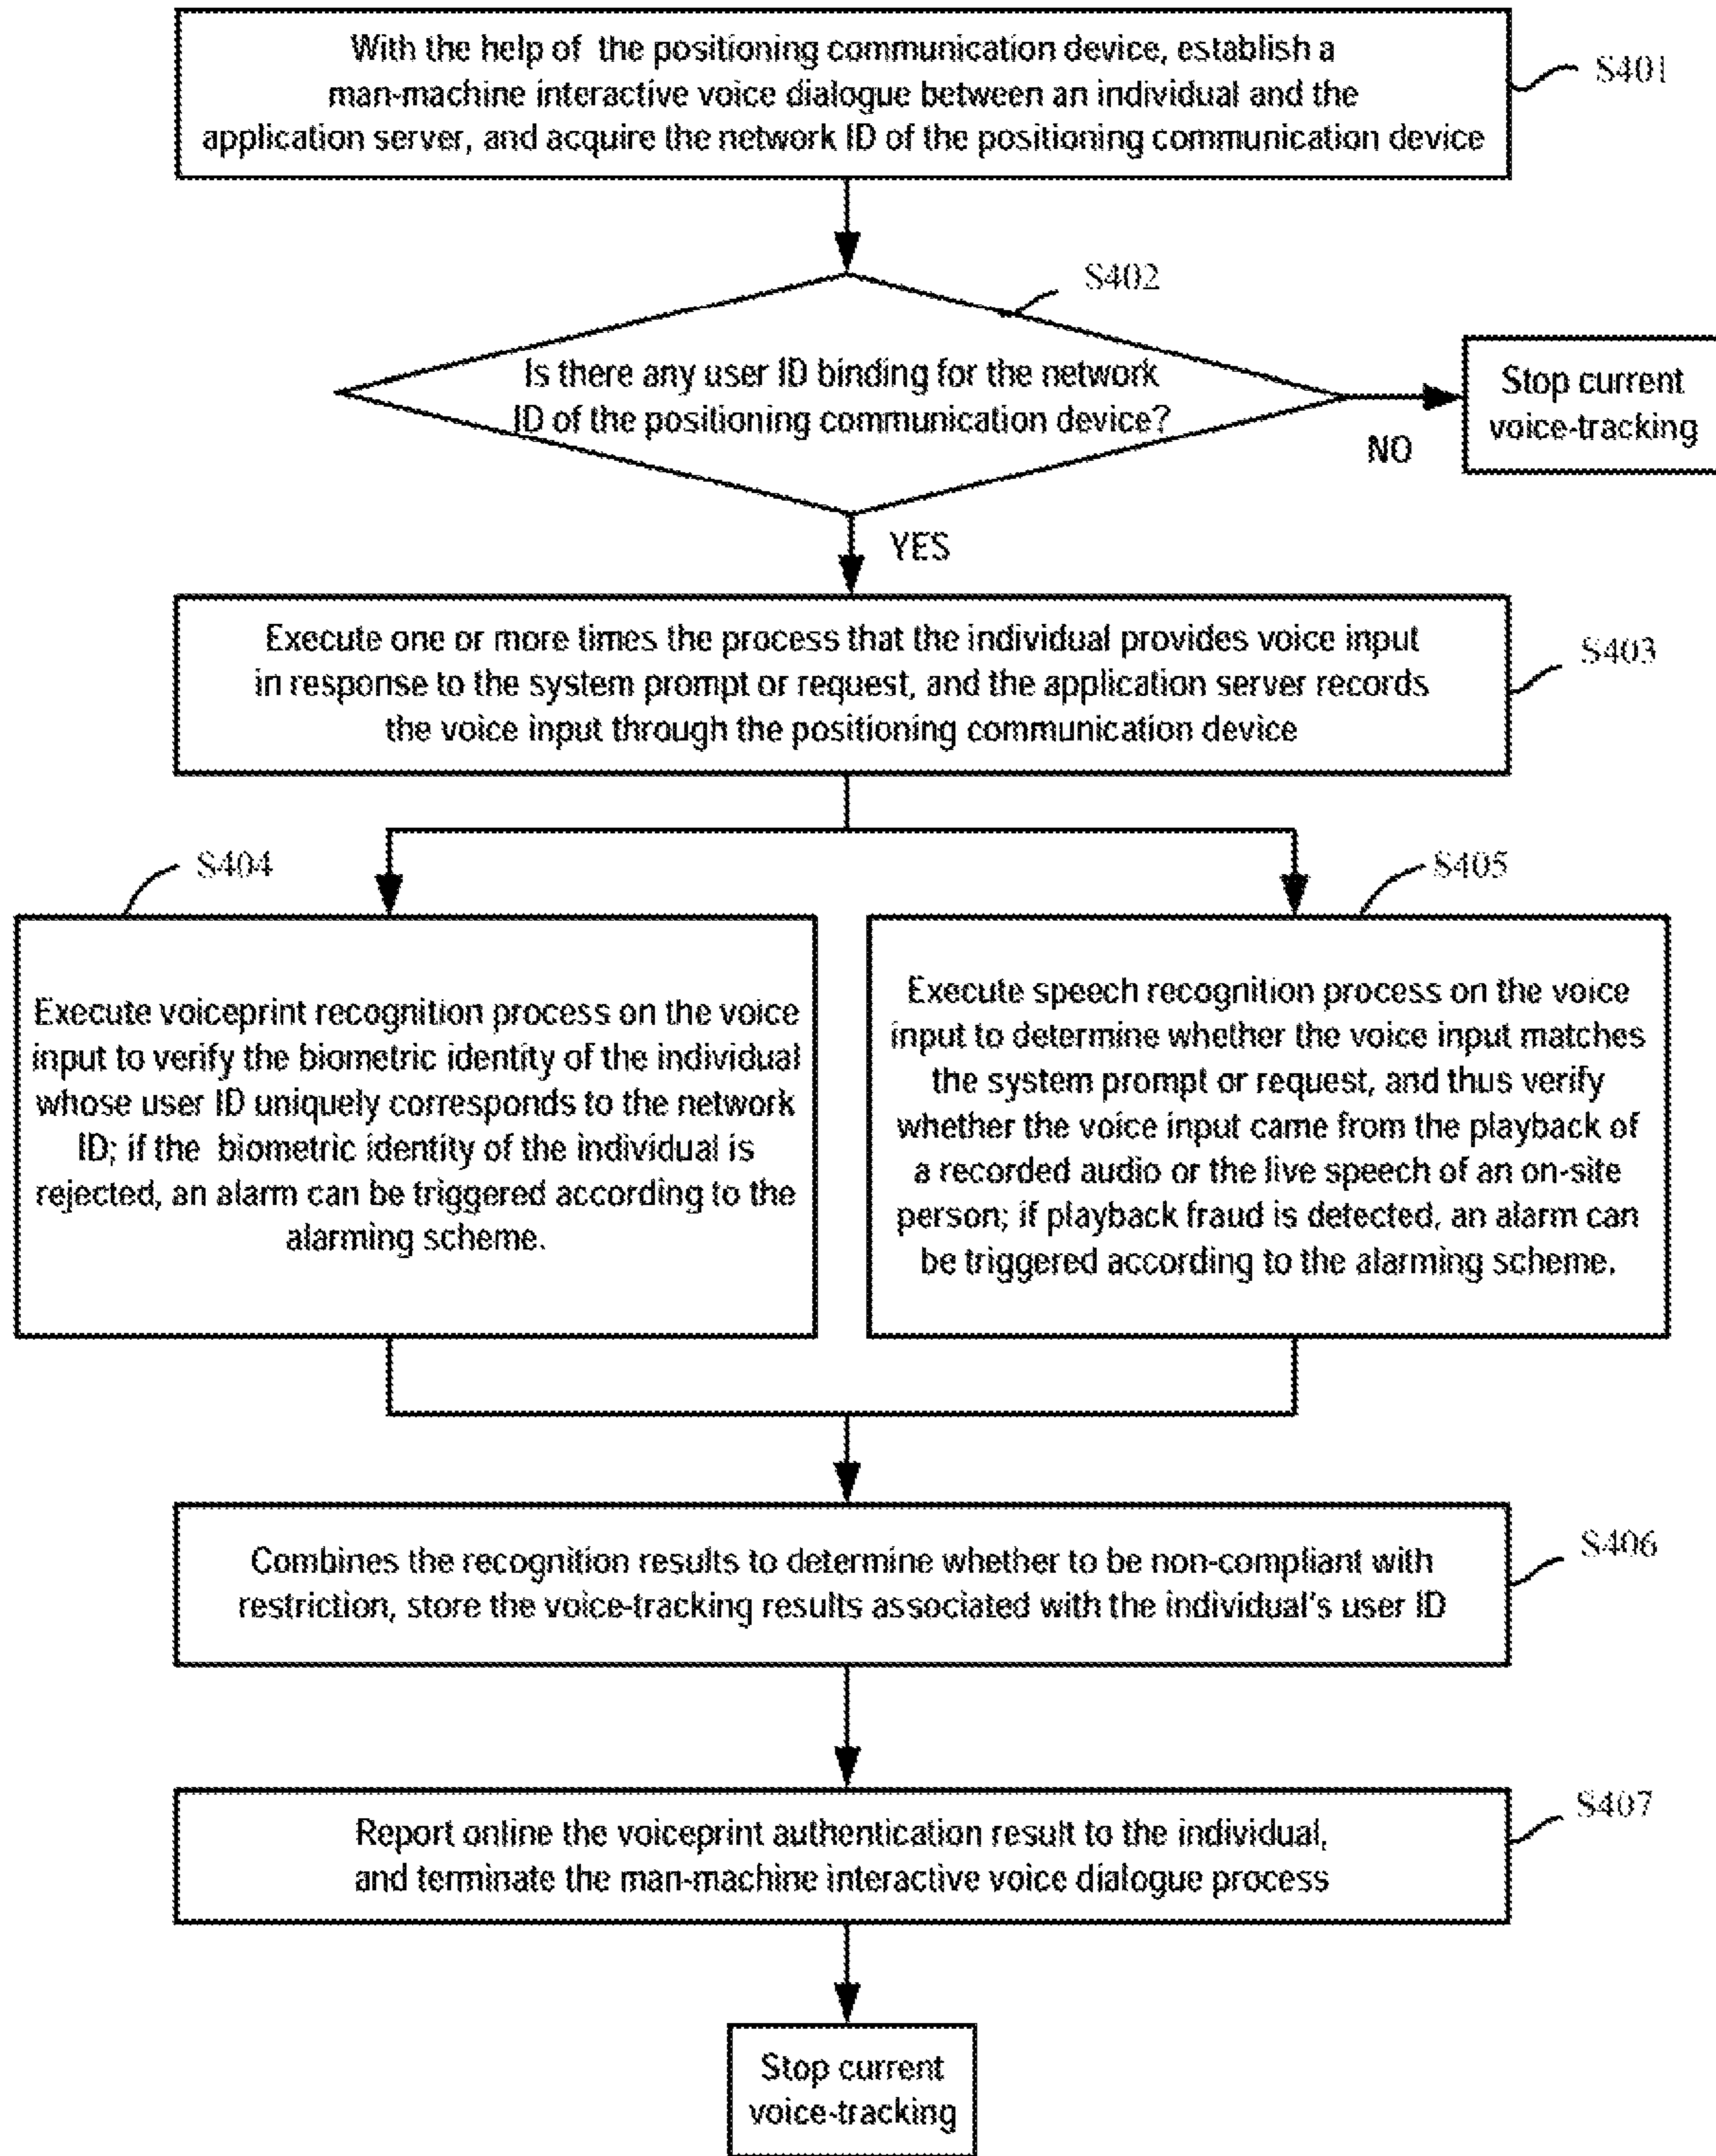 With the help of the positioning communication device, establish a
man-machine interactive voice dialogue between an individual and the
application server, and acquire the network ID of the positioning communication device
S401
S402
Is there any user ID binding for the network
ID of the positioning communication device?
NO
Stop current
voice-tracking
YES
Execute one or more times the process that the individual provides voice input
in response to the system prompt or request, and the application server records
the voice input through the positioning communication device
S403
S404
Execute voiceprint recognition process on the voice
input to verify the biometric identity of the individual
whose user ID uniquely corresponds to the network
ID; if the biometric identity of the individual is
rejected, an alarm can be triggered according to the
alarming scheme.
S405
Execute speech recognition process on the voice
input to determine whether the voice input matches
the system prompt or request, and thus verify
whether the voice input came from the playback of
a recorded audio or the live speech of an on-site
person; if playback fraud is detected, an alarm can
be triggered according to the alarming scheme.
Combines the recognition results to determine whether to be non-compliant with
restriction, store the voice-tracking results associated with the individual's user ID
S406
Report online the voiceprint authentication result to the individual,
and terminate the man-machine interactive voice dialogue process
S407
Stop current
voice-tracking